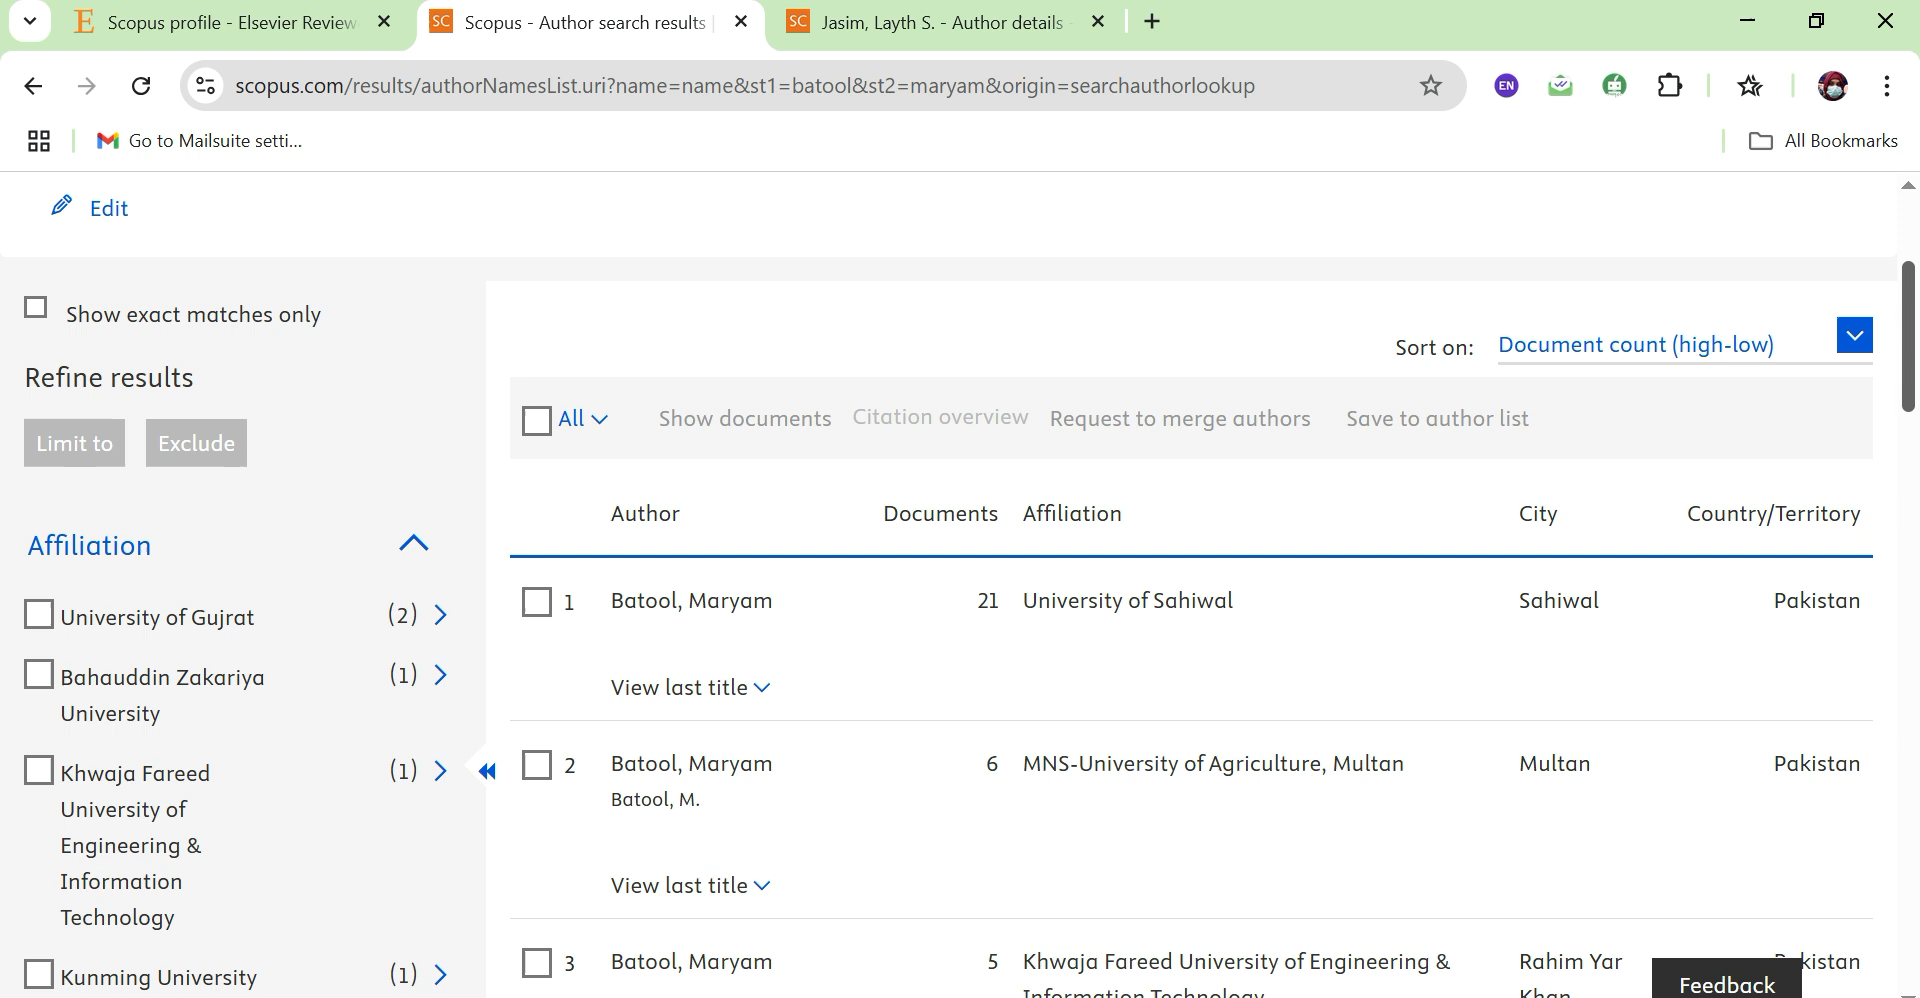 Scopus profile - Elsevier Review
SC Scopus - Author search results
SC Jasim, Layth S. - Author details
scopus.com/results/authorNamesList.uri?name=name&st1=batool&st2=maryam&origin=searchauthorlookup
EN
Go to Mailsuite setti...
All Bookmarks
Edit
Show exact matches only
Refine results
Limit to
Exclude
Affiliation
University of Gujrat (2)
Bahauddin Zakariya (1)
University
Khwaja Fareed (1)
University of
Engineering &
Information
Technology
Kunming University (1)
Sort on: Document count (high-low)
All Show documents Citation overview Request to merge authors Save to author list
Author Documents Affiliation City Country/Territory
1 Batool, Maryam 21 University of Sahiwal Sahiwal Pakistan
View last title
2 Batool, Maryam 6 MNS-University of Agriculture, Multan Multan Pakistan
Batool, M.
View last title
3 Batool, Maryam 5 Khwaja Fareed University of Engineering & Rahim Yar
Information Technology Khan
Feedback